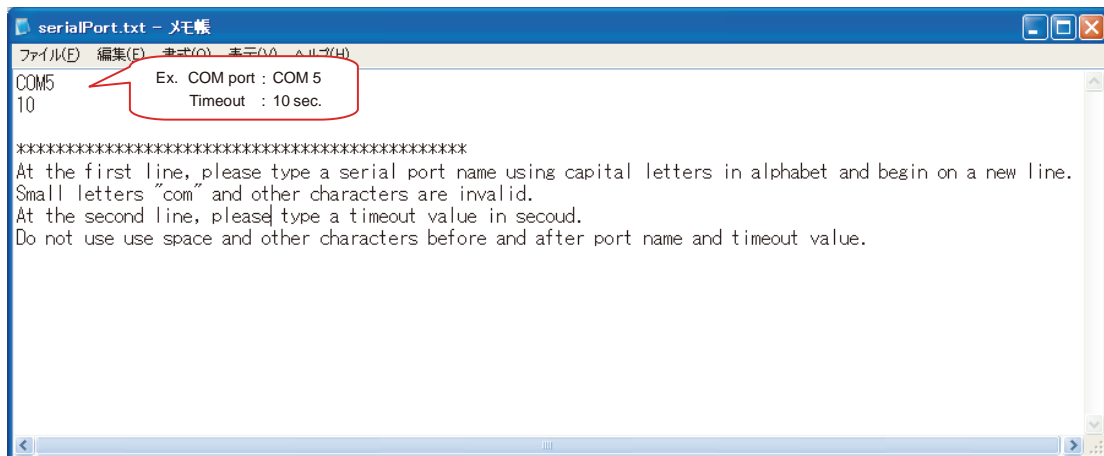 serialPort.txt - メモ帳
ファイル(F) 編集(E) 書式(O) 表示(V) ヘルプ(H)
COM5
10
Ex. COM port : COM 5
Timeout : 10 sec.
**********************************************
At the first line, please type a serial port name using capital letters in alphabet and begin on a new line.
Small letters "com" and other characters are invalid.
At the second line, please type a timeout value in secoud.
Do not use use space and other characters before and after port name and timeout value.